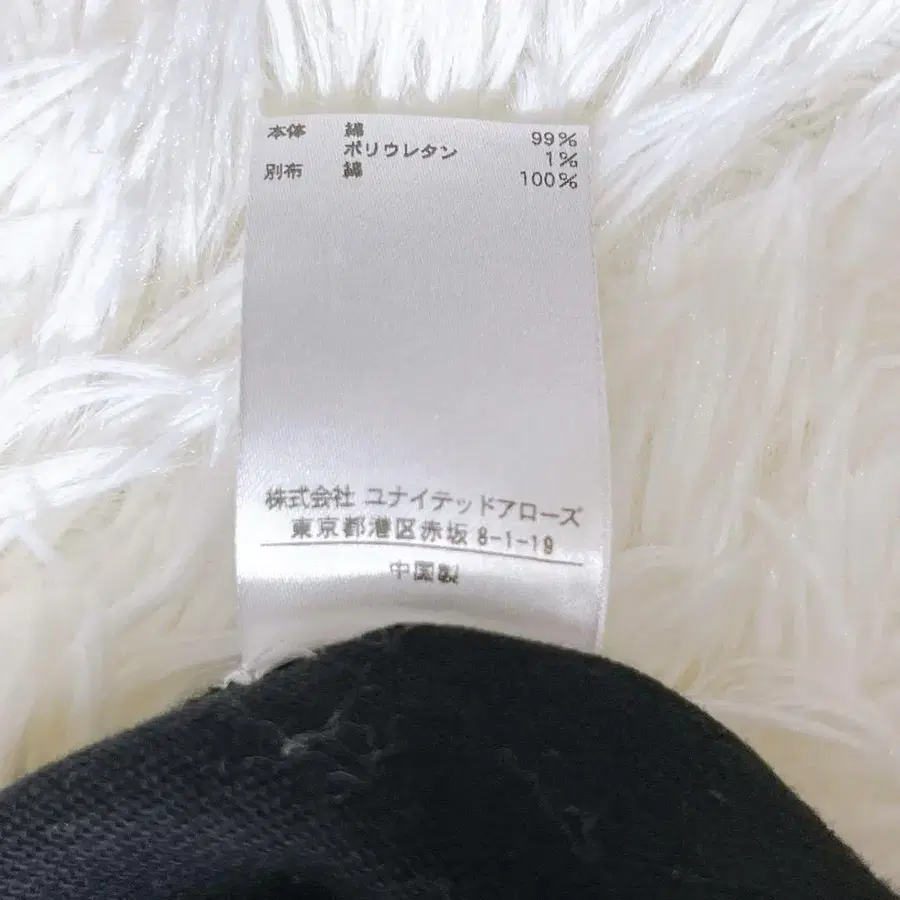 本体 綿 99%
ポリウレタン 1%
別布 綿 100%
株式会社 ユナイテッドアローズ
東京都港区赤坂 8-1-19
中国製